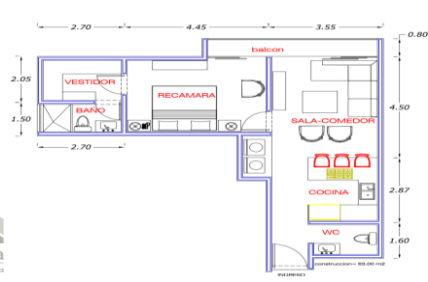 2.70 4.45 3.55
0.80
balcon
2.05
VESTIDOR
RECAMARA
BAÑO
1.50
SALA-COMEDOR
4.50
2.70
COCINA
2.87
WC
1.60